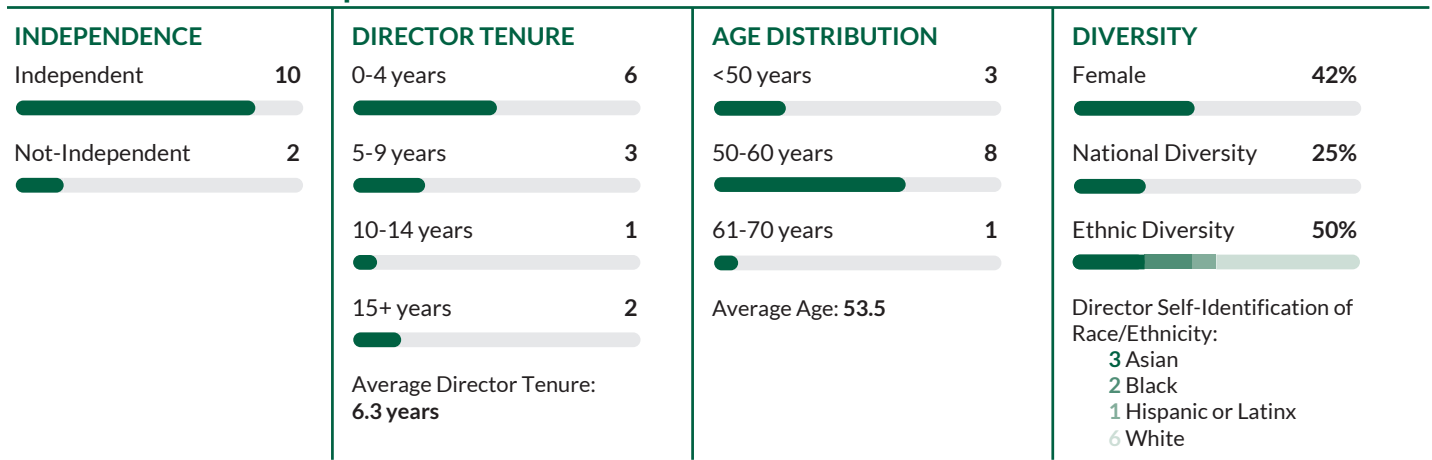 INDEPENDENCE
Independent 10
Not-Independent 2
DIRECTOR TENURE
0-4 years 6
5-9 years 3
10-14 years 1
15+ years 2
Average Director Tenure:
6.3 years
AGE DISTRIBUTION
<50 years 3
50-60 years 8
61-70 years 1
Average Age: 53.5
DIVERSITY
Female 42%
National Diversity 25%
Ethnic Diversity 50%
Director Self-Identification of
Race/Ethnicity:
3 Asian
2 Black
1 Hispanic or Latinx
6 White